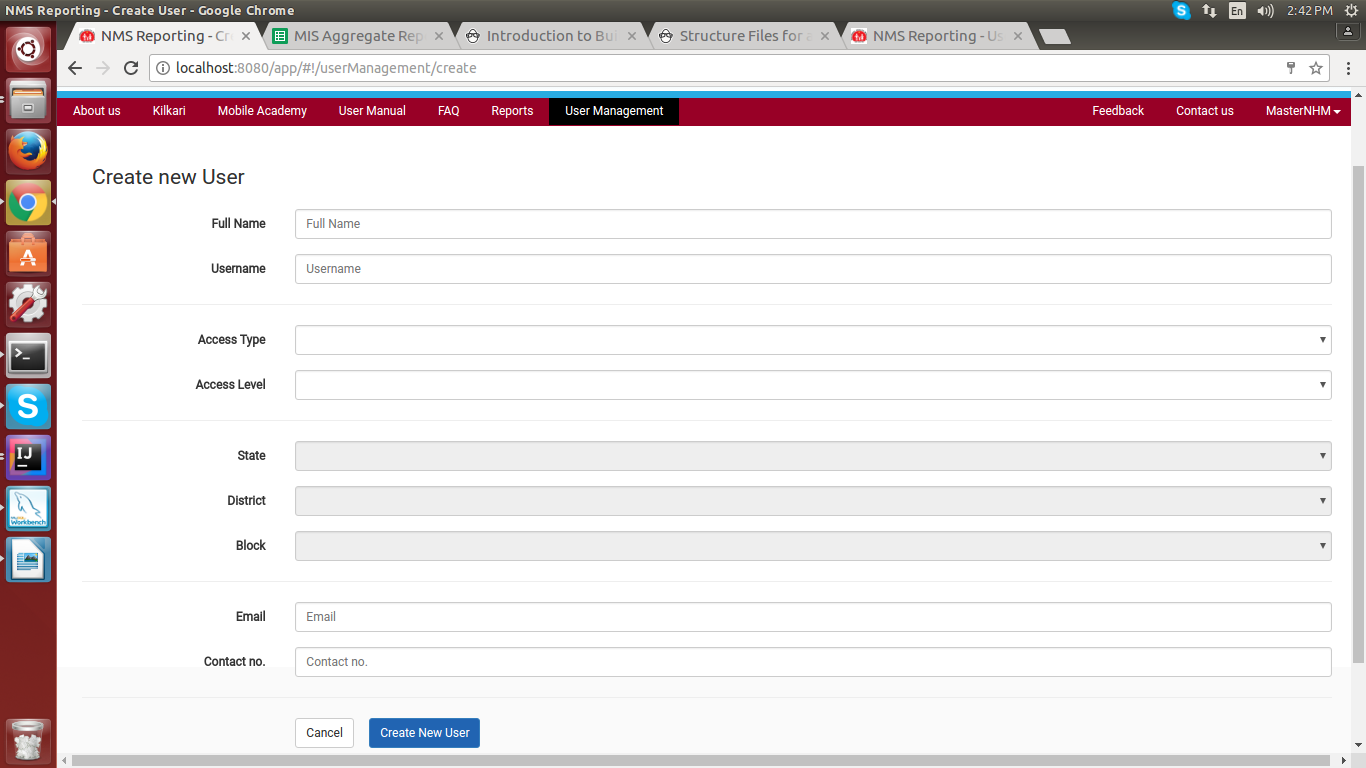 NMS Reporting - Create User - Google Chrome
En
2:42 PM
NMS Reporting - Cr
MIS Aggregate Rep
Introduction to Bui
Structure Files for a
NMS Reporting - Us
localhost:8080/app/#!/userManagement/create
About us
Kilkari
Mobile Academy
User Manual
FAQ
Reports
User Management
Feedback
Contact us
MasterNHM
Create new User
Full Name
Full Name
Username
Username
Access Type
Access Level
State
District
Block
Email
Email
Contact no.
Contact no.
Cancel
Create New User
IJ
Workbench